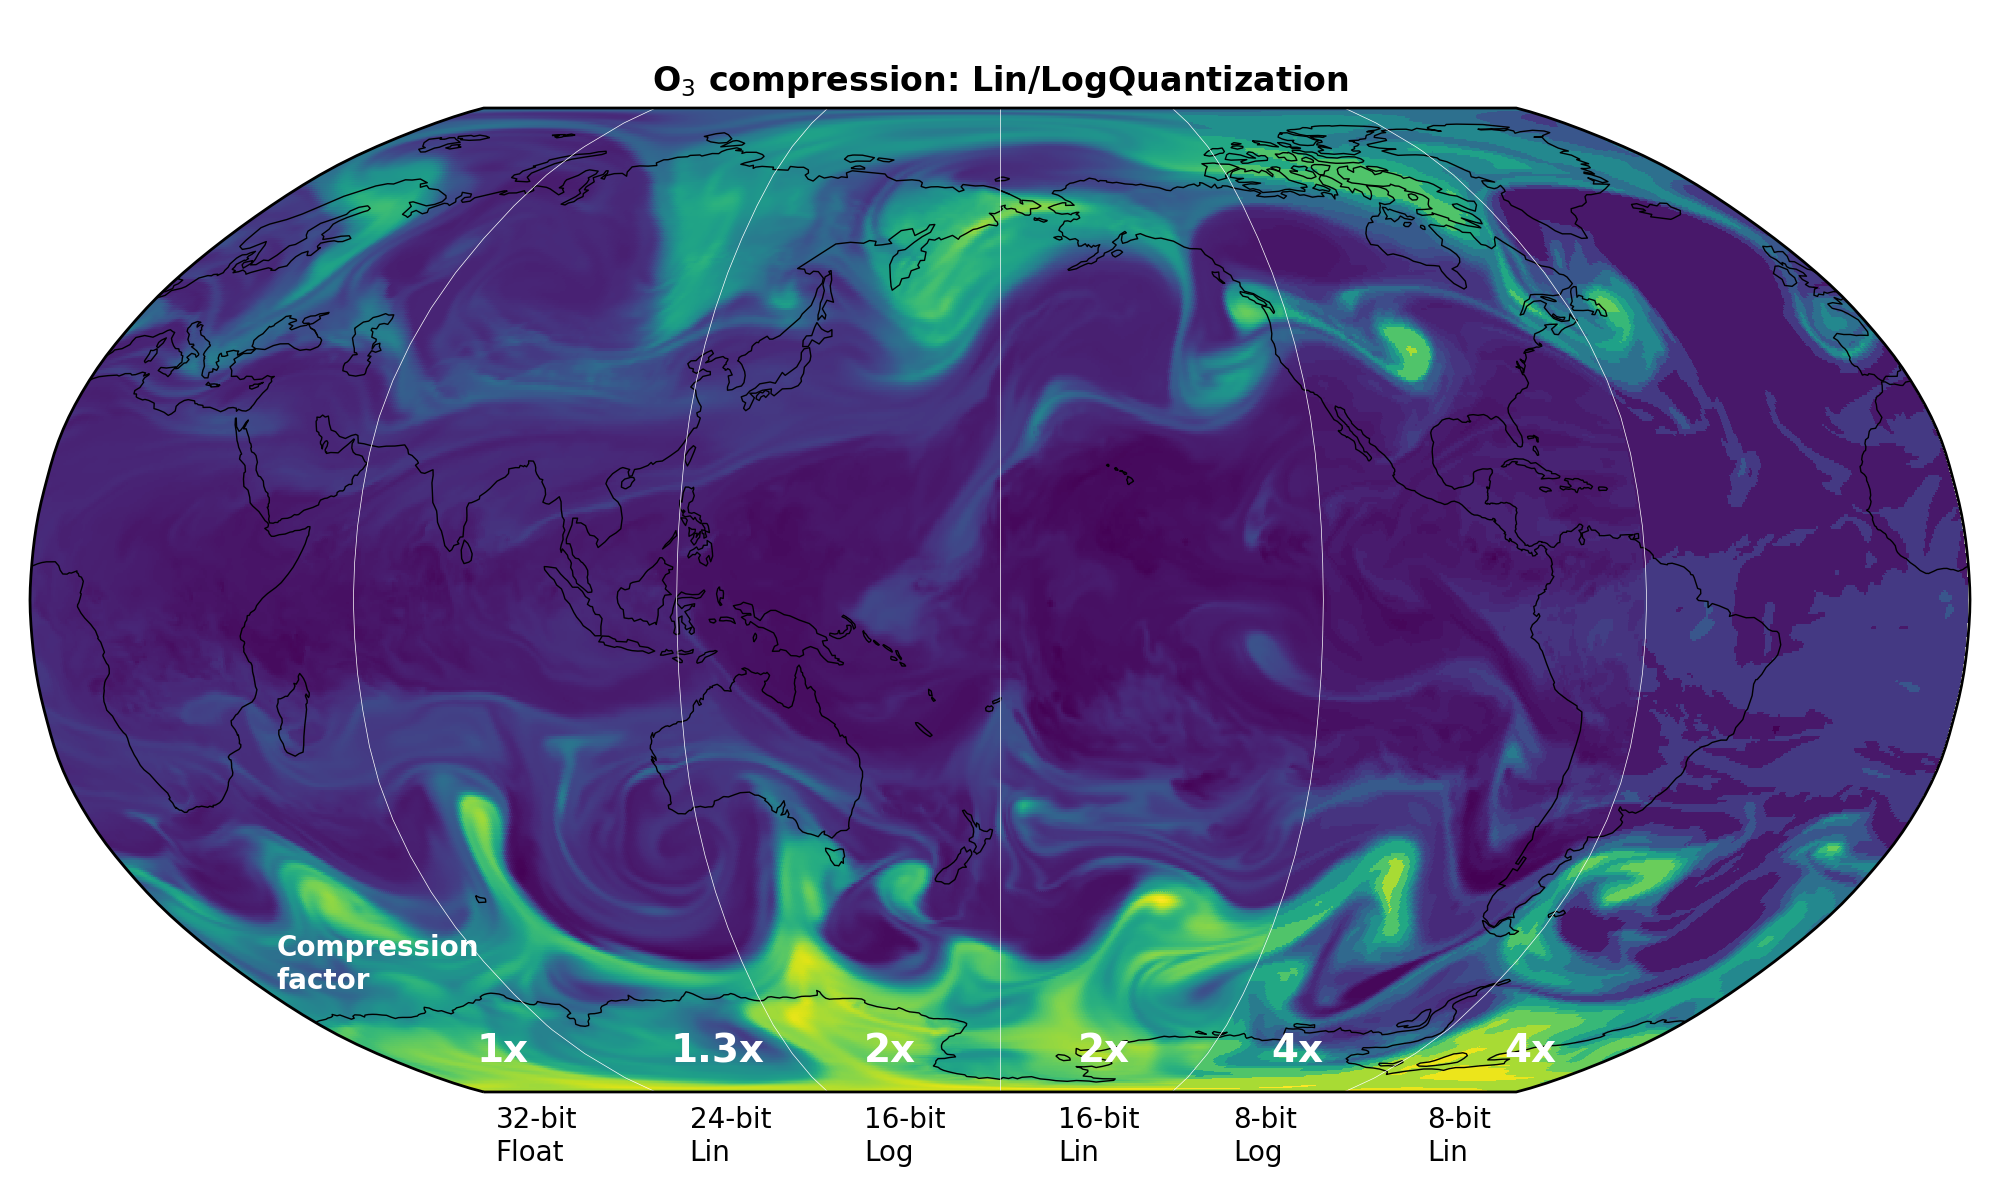 O₃ compression: Lin/LogQuantization
Compression
factor
1x 1.3x 2x 2x 4x 4x
32-bit 24-bit 16-bit 16-bit 8-bit 8-bit
Float Lin Log Lin Log Lin